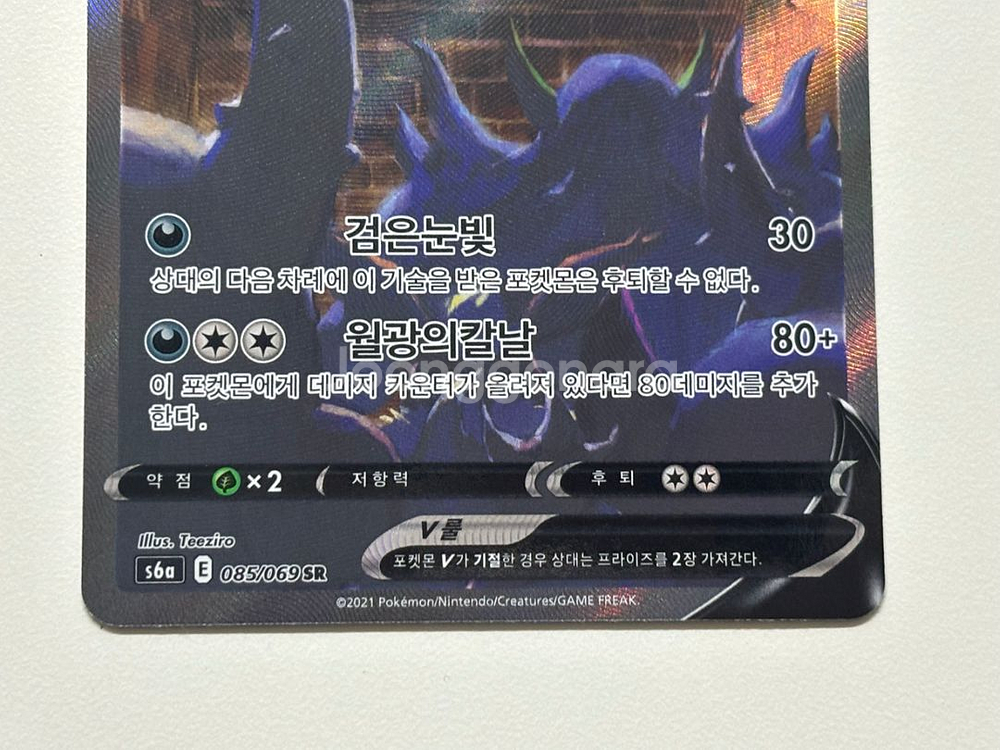 검은눈빛 30
상대의 다음 차례에 이 기술을 받은 포켓몬은 후퇴할 수 없다.
월광의칼날 80+
이 포켓몬에게 데미지 카운터가 올려져 있다면 80데미지를 추가
한다.
약점 ×2 저항력 후퇴
Illus. Teeziro
V룰
포켓몬 V가 기절한 경우 상대는 프라이즈를 2장 가져간다.
s6a E 085/069 SR
©2021 Pokémon/Nintendo/Creatures/GAME FREAK.
joonggonara